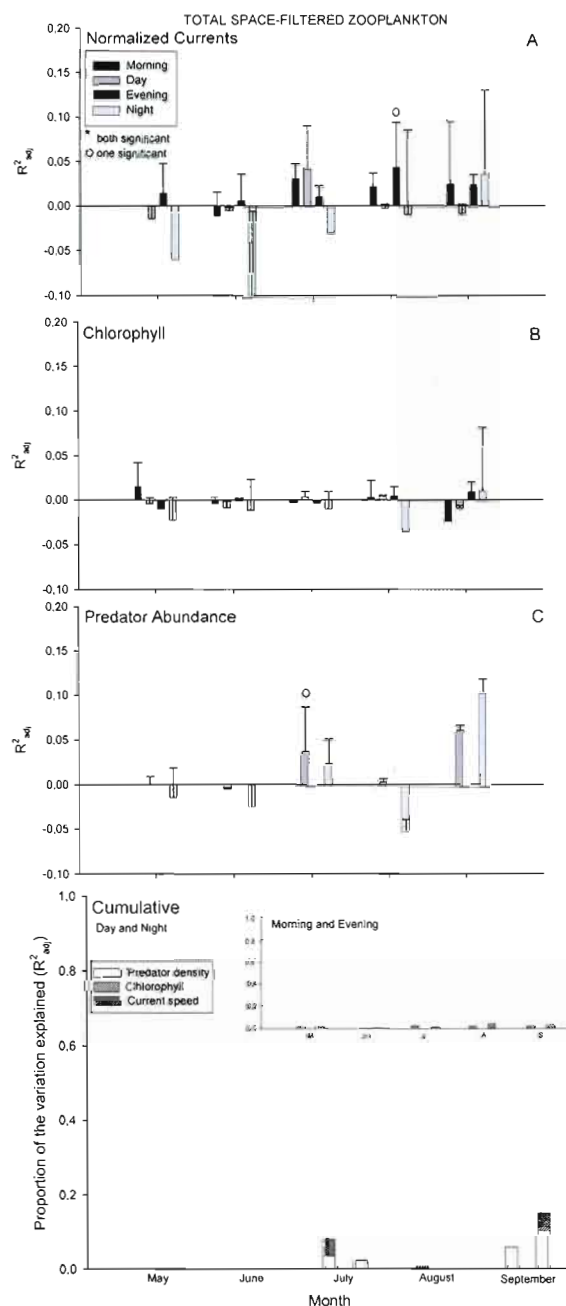 TOTAL SPACE-FILTERED ZOOPLANKTON
Normalized Currents
A
Morning
Day
Evening
Night
* both significant
O one significant
O
R²adj
0,20
0,15
0,10
0,05
0,00
-0,05
-0,10
Chlorophyll
B
R²adj
0,20
0,15
0,10
0,05
0,00
-0,05
-0,10
Predator Abundance
C
O
R²adj
0,20
0,15
0,10
0,05
0,00
-0,05
-0,10
Cumulative
Day and Night
Predator density
Chlorophyll
Current speed
Morning and Evening
1.0
A
S
Proportion of the variation explained (R²adj)
1.0
0.8
0.6
0.4
0.2
0.0
May
June
July
August
September
Month